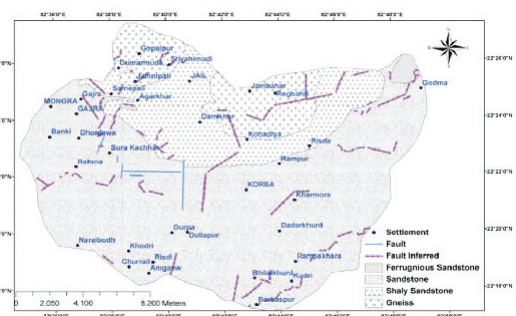 82°36'0"E 82°38'0"E 82°40'0"E 82°42'0"E 82°44'0"E 82°46'0"E 82°48'0"E
Gopalpur
Dumarmuda
Jamnipali
JAIL
Jambahar
Godma
MONGRA
Gajra
GAJRA
Agarkhar
Banki
Dhurdewa
Sura Kachhar
Kohadiya
Risda
Rampur
Rohina
KORBA
Kharmora
Durpa
Dullapur
Dadarkhurd
Naraibodh
Khodri
Churrail
Risdi
Amgaon
Rampakhara
Bhilaikhurd
Kudri
Barbaspur
22°26'0"N
22°24'0"N
22°22'0"N
22°20'0"N
22°18'0"N
Settlement
Fault
Fault Inferred
Ferrugnious Sandstone
Sandstone
Shaly Sandstone
Gneiss
0 2,050 4,100 8,200 Meters